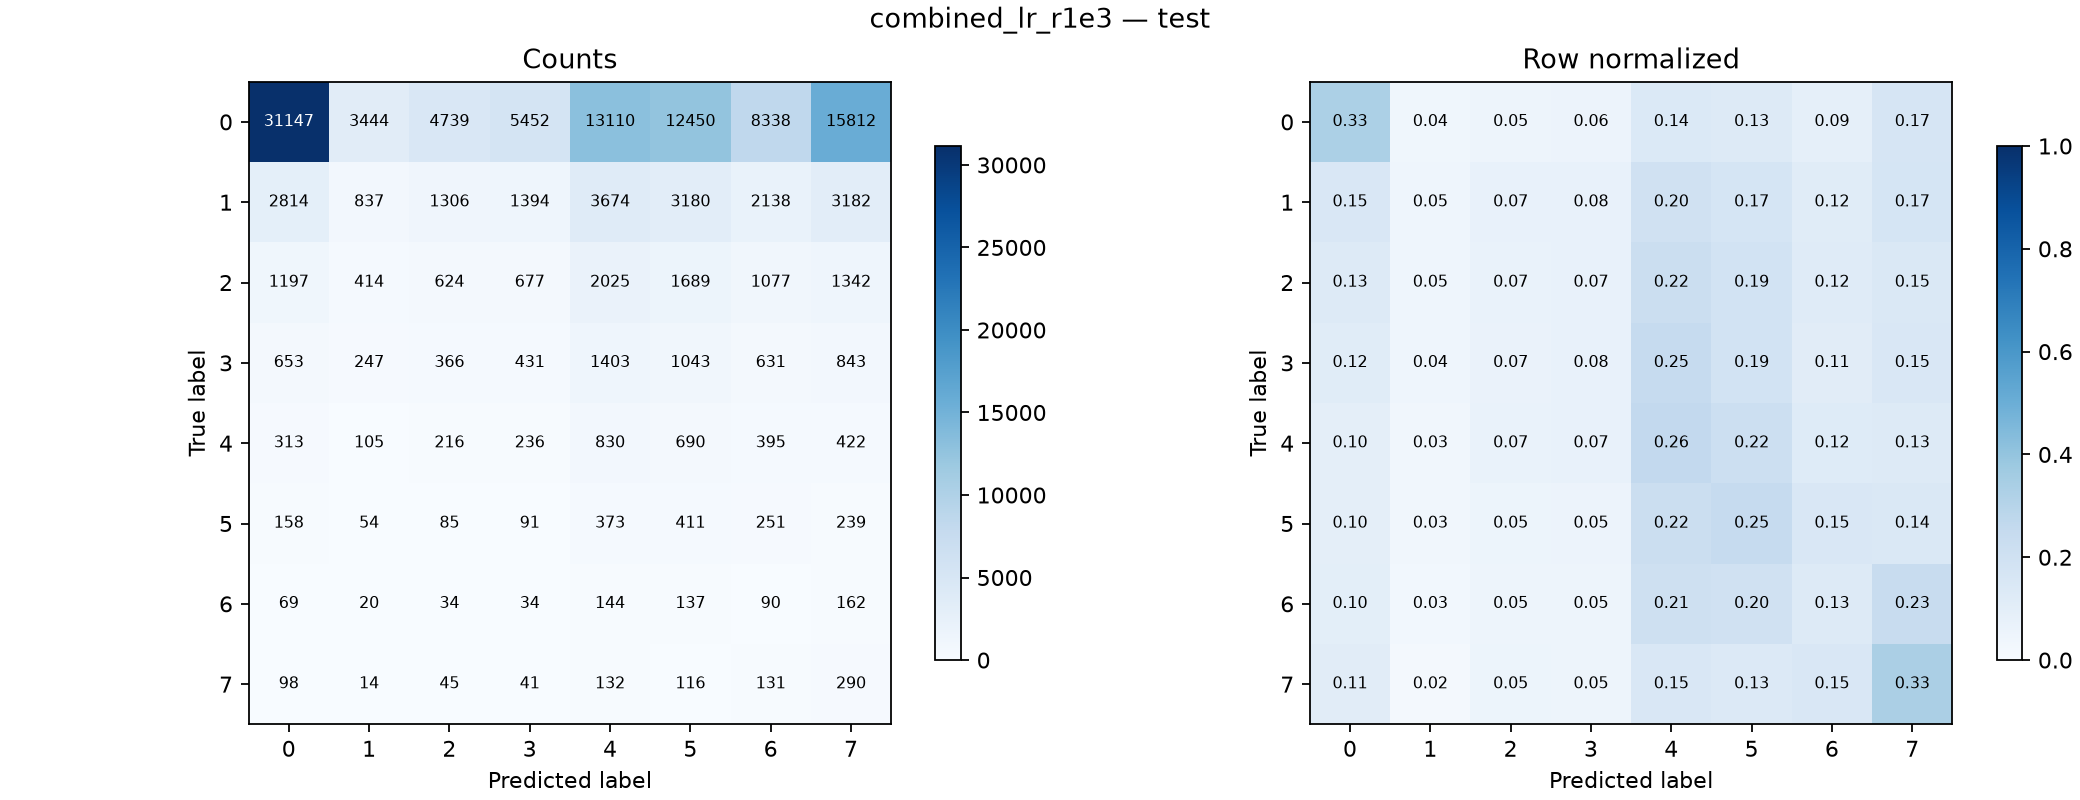 combined_lr_r1e3 — test
Counts
0 31147 3444 4739 5452 13110 12450 8338 15812
1 2814 837 1306 1394 3674 3180 2138 3182
2 1197 414 624 677 2025 1689 1077 1342
3 653 247 366 431 1403 1043 631 843
4 313 105 216 236 830 690 395 422
5 158 54 85 91 373 411 251 239
6 69 20 34 34 144 137 90 162
7 98 14 45 41 132 116 131 290
0 1 2 3 4 5 6 7
Predicted label
True label
30000
25000
20000
15000
10000
5000
0
Row normalized
0 0.33 0.04 0.05 0.06 0.14 0.13 0.09 0.17
1 0.15 0.05 0.07 0.08 0.20 0.17 0.12 0.17
2 0.13 0.05 0.07 0.07 0.22 0.19 0.12 0.15
3 0.12 0.04 0.07 0.08 0.25 0.19 0.11 0.15
4 0.10 0.03 0.07 0.07 0.26 0.22 0.12 0.13
5 0.10 0.03 0.05 0.05 0.22 0.25 0.15 0.14
6 0.10 0.03 0.05 0.05 0.21 0.20 0.13 0.23
7 0.11 0.02 0.05 0.05 0.15 0.13 0.15 0.33
0 1 2 3 4 5 6 7
Predicted label
True label
1.0
0.8
0.6
0.4
0.2
0.0